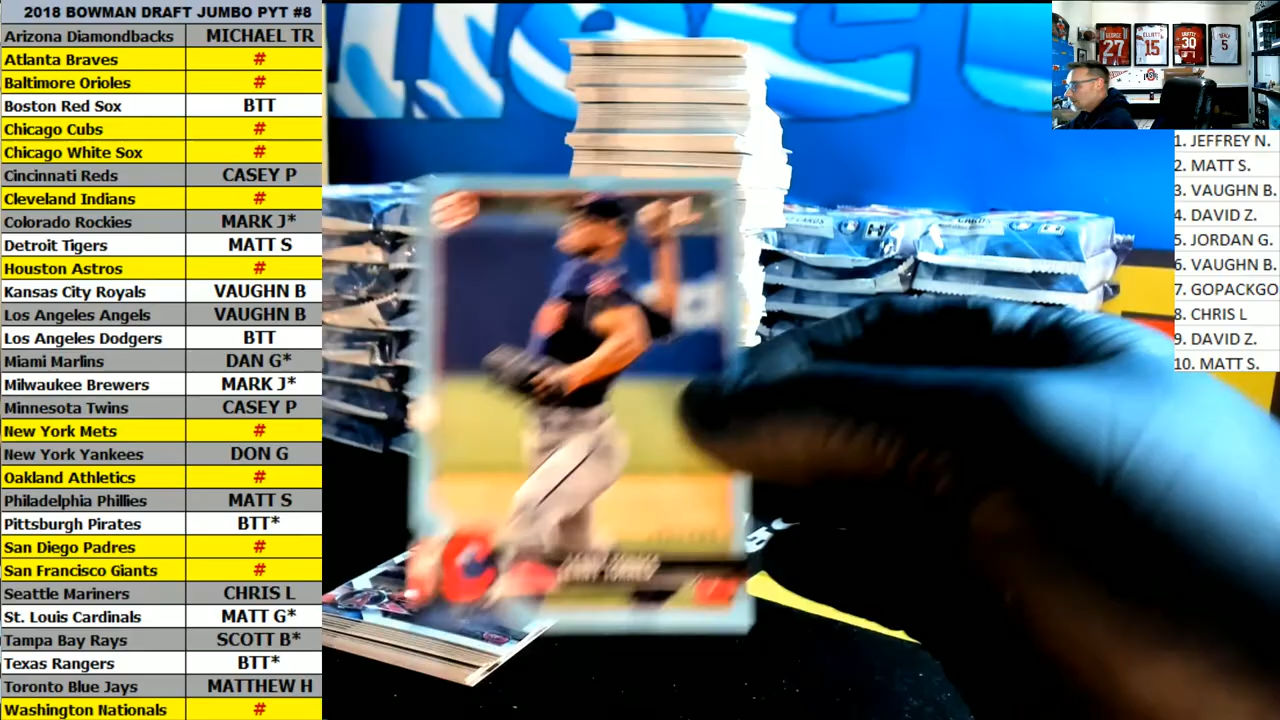 2018 BOWMAN DRAFT JUMBO PYT #8
Arizona Diamondbacks MICHAEL TR
Atlanta Braves #
Baltimore Orioles #
Boston Red Sox BTT
Chicago Cubs #
Chicago White Sox #
Cincinnati Reds CASEY P
Cleveland Indians #
Colorado Rockies MARK J*
Detroit Tigers MATT S
Houston Astros #
Kansas City Royals VAUGHN B
Los Angeles Angels VAUGHN B
Los Angeles Dodgers BTT
Miami Marlins DAN G*
Milwaukee Brewers MARK J*
Minnesota Twins CASEY P
New York Mets #
New York Yankees DON G
Oakland Athletics #
Philadelphia Phillies MATT S
Pittsburgh Pirates BTT*
San Diego Padres #
San Francisco Giants #
Seattle Mariners CHRIS L
St. Louis Cardinals MATT G*
Tampa Bay Rays SCOTT B*
Texas Rangers BTT*
Toronto Blue Jays MATTHEW H
Washington Nationals #
27
15
30
5
1. JEFFREY N.
2. MATT S.
3. VAUGHN B.
4. DAVID Z.
5. JORDAN G.
6. VAUGHN B.
7. GOPACKGO
8. CHRIS L
9. DAVID Z.
10. MATT S.
C